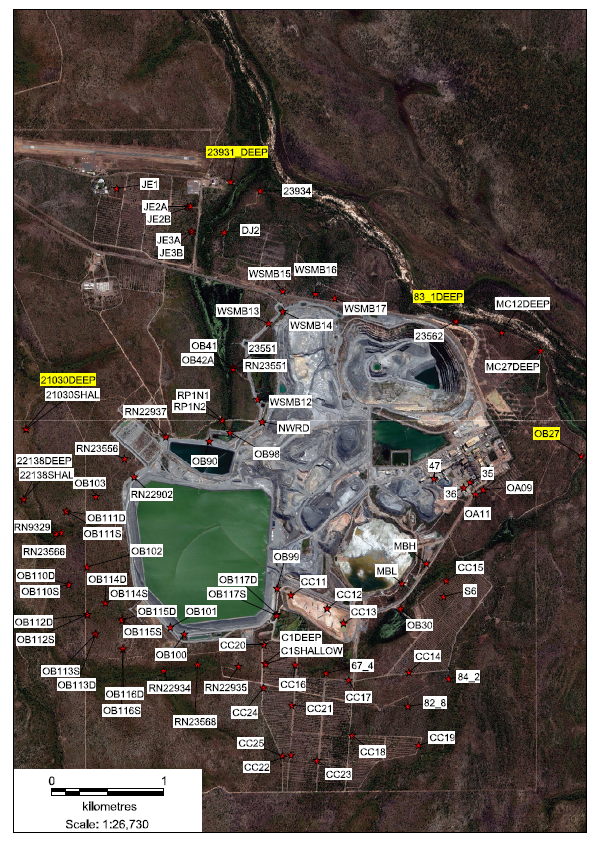 23931_DEEP
JE1
23934
JE2A
JE2B
JE3A
JE3B
DJ2
WSMB15
WSMB16
83_1DEEP
WSMB13
WSMB17
MC12DEEP
WSMB14
23562
OB41
OB42A
23551
RN23551
MC27DEEP
21030DEEP
21030SHAL
RP1N1
RP1N2
WSMB12
RN22937
NWRD
OB27
RN23556
OB90
OB98
22138DEEP
22138SHAL
47
35
RN22902
36
OA09
OB103
OA11
RN9329
OB111D
OB111S
RN23566
OB102
OB99
MBH
OB110D
OB110S
OB114D
OB114S
OB117D
OB117S
CC11
MBL
CC15
CC12
S6
OB112D
OB112S
OB115D
OB115S
OB101
CC13
OB30
OB100
CC20
C1DEEP
C1SHALLOW
OB113S
OB113D
67_4
CC14
OB116D
OB116S
RN22934
RN22935
CC16
CC17
84_2
RN23568
CC24
CC21
82_8
CC25
CC22
CC18
CC19
CC23
0 1
kilometres
Scale: 1:26,730